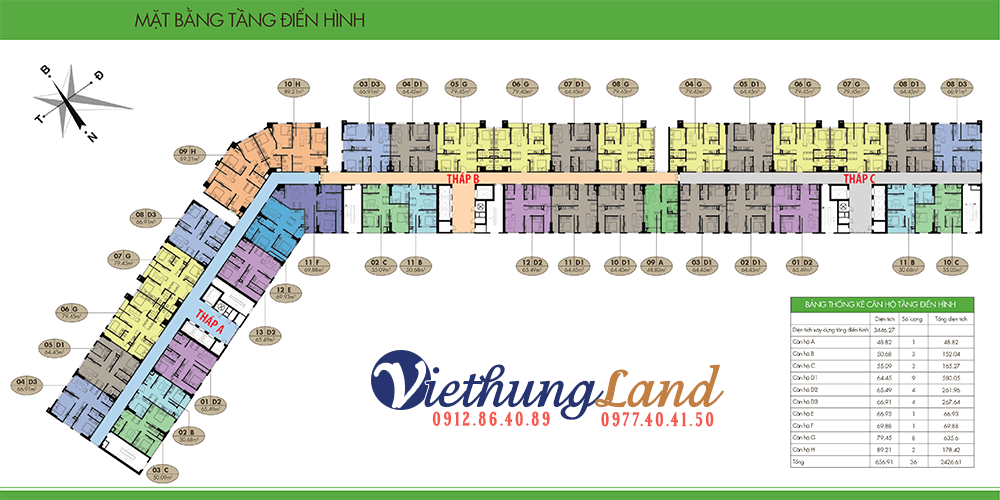 MẶT BẰNG TẦNG ĐIỂN HÌNH
B
Đ
T
N
10 H
89.21m²
03 D3
66.91m²
04 D1
64.45m²
05 G
79.45m²
06 G
79.45m²
07 D1
64.45m²
08 G
79.45m²
04 G
79.45m²
05 D1
64.45m²
06 G
79.45m²
07 G
79.45m²
08 D1
64.45m²
08 D3
66.91m²
09 H
89.21m²
THÁP B
THÁP C
08 D3
66.91m²
07 G
79.45m²
06 G
79.45m²
05 D1
64.45m²
04 D3
66.91m²
THÁP A
11 F
69.88m²
02 C
55.09m²
11 B
50.68m²
12 D2
65.49m²
11 D1
64.45m²
10 D1
64.45m²
09 A
48.82m²
03 D1
64.45m²
02 D1
64.45m²
01 D2
65.49m²
11 B
50.68m²
10 C
55.05m²
12 E
69.93m²
13 D2
65.49m²
01 D2
65.49m²
02 B
50.68m²
03 C
50.09m²
ViethungLand
0912.86.40.89 0977.40.41.50
BẢNG THỐNG KÊ CĂN HỘ TẦNG ĐIỂN HÌNH
Diện tích Số lượng Tổng diện tích
Diện tích xây dựng tầng điển hình 3446.27
Căn hộ A 48.82 1 48.82
Căn hộ B 50.68 3 152.04
Căn hộ C 55.09 3 165.27
Căn hộ D1 64.45 9 580.05
Căn hộ D2 65.49 4 261.96
Căn hộ D3 66.91 4 267.64
Căn hộ E 66.93 1 66.93
Căn hộ F 69.88 1 69.88
Căn hộ G 79.45 8 635.6
Căn hộ H 89.21 2 178.42
Tổng 656.91 36 2426.61